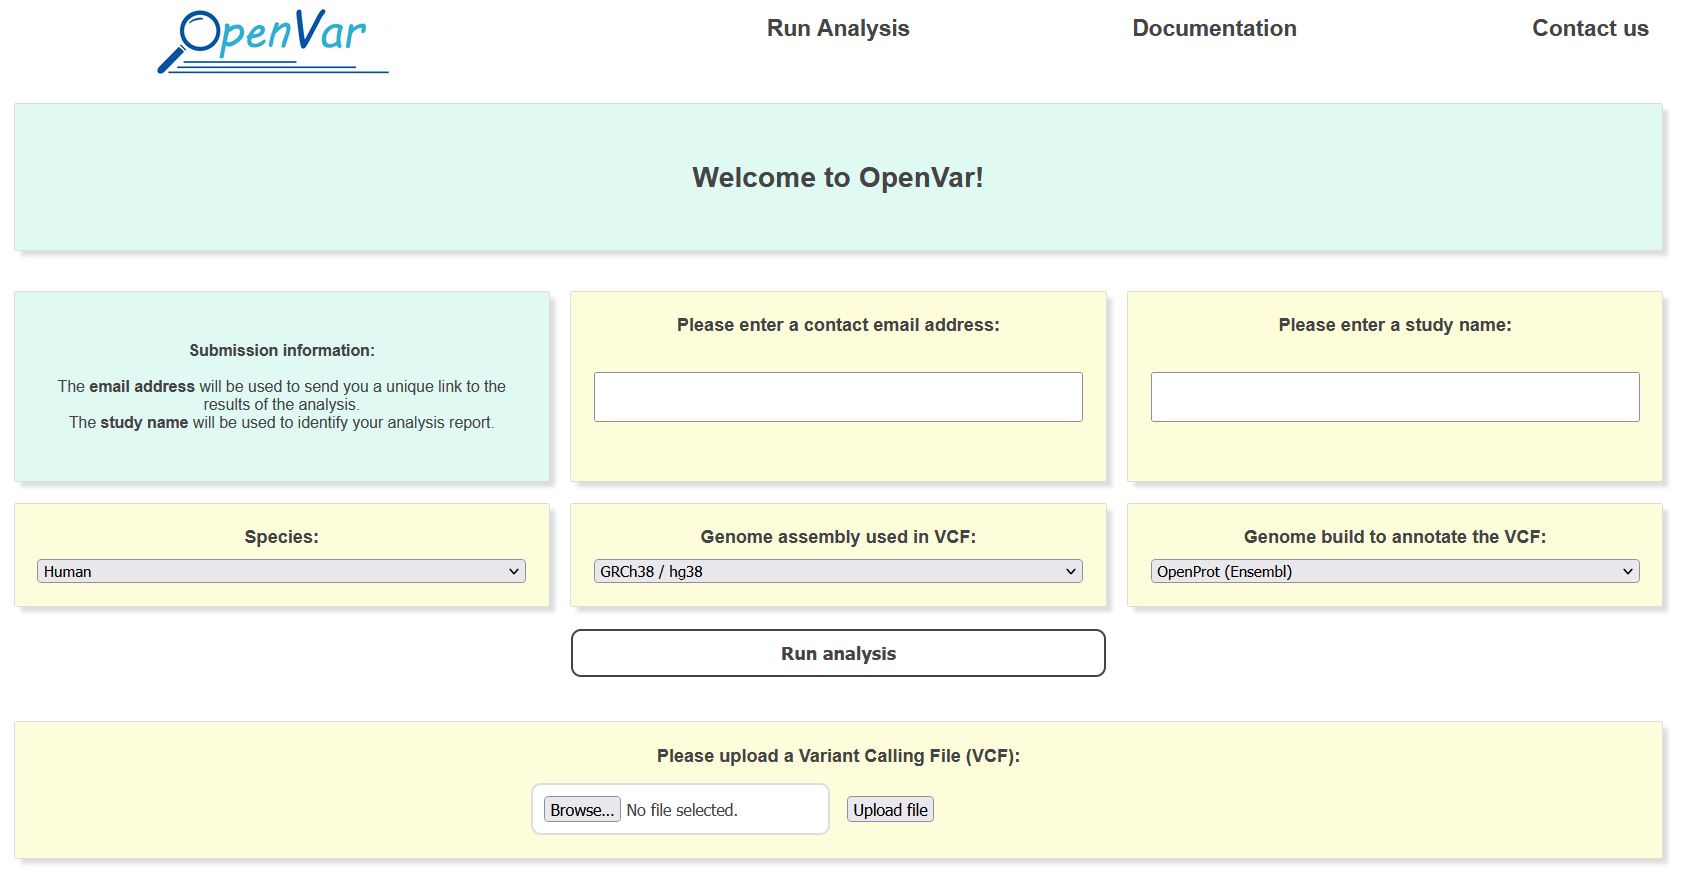 OpenVar
Run Analysis
Documentation
Contact us
Welcome to OpenVar!
Submission information:
The email address will be used to send you a unique link to the
results of the analysis.
The study name will be used to identify your analysis report.
Please enter a contact email address:
Please enter a study name:
Species:
Human
Genome assembly used in VCF:
GRCh38 / hg38
Genome build to annotate the VCF:
OpenProt (Ensembl)
Run analysis
Please upload a Variant Calling File (VCF):
Browse... No file selected.
Upload file